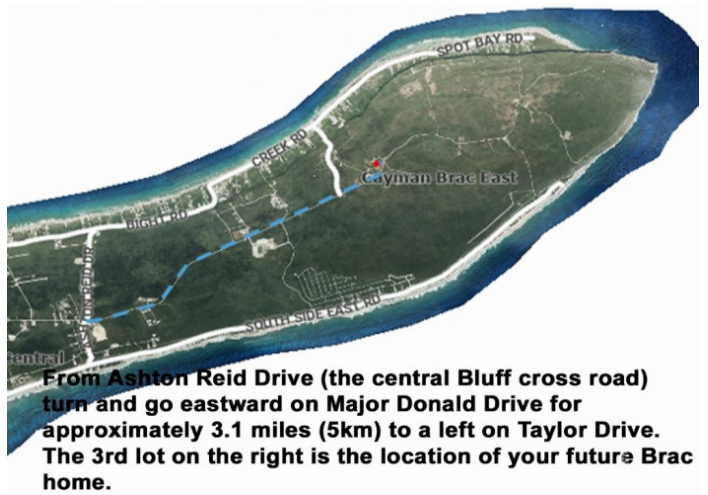 SPOT BAY RD
CREEK RD
Cayman Brac East
BIGHT RD
ASHTON REID DR
SOUTH SIDE EAST RD
Central
From Ashton Reid Drive (the central Bluff cross road)
turn and go eastward on Major Donald Drive for
approximately 3.1 miles (5km) to a left on Taylor Drive.
The 3rd lot on the right is the location of your future Brac
home.